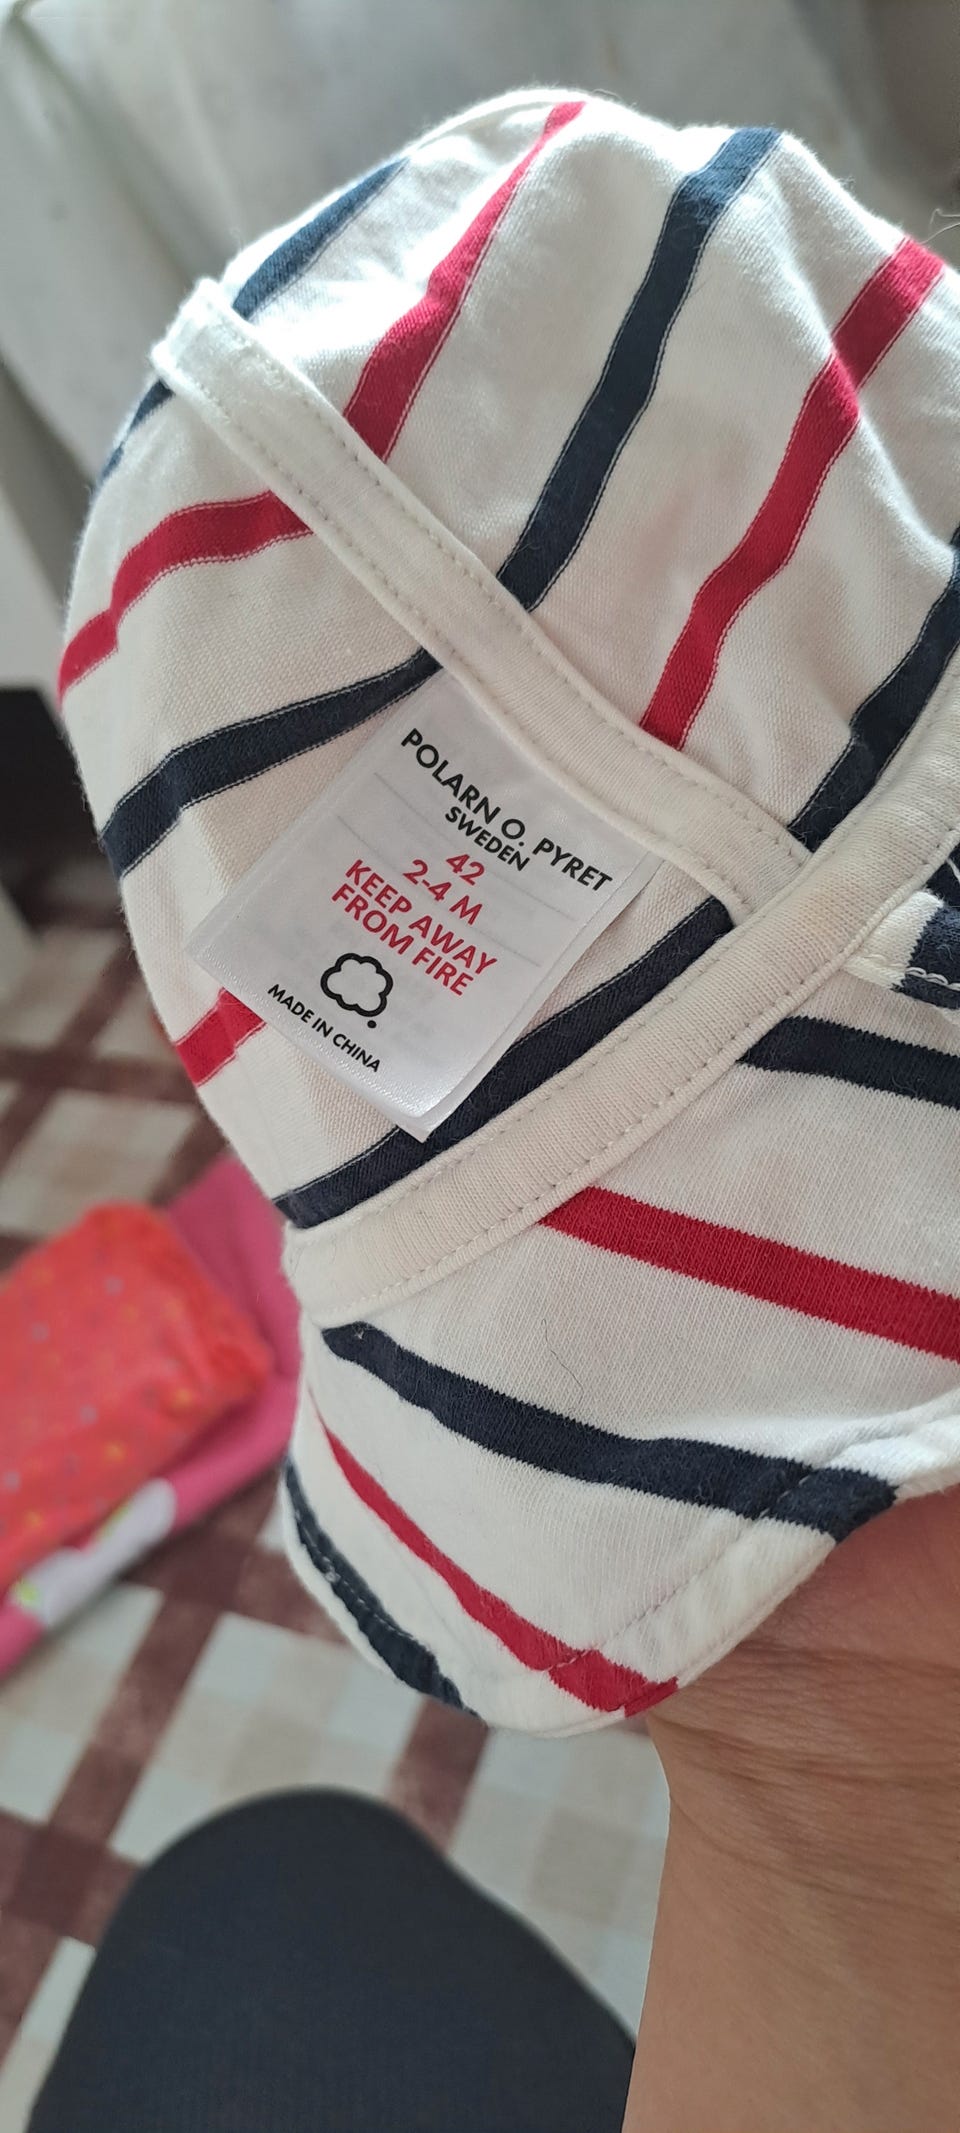 POLARN O. PYRET
SWEDEN
42
2-4 M
KEEP AWAY
FROM FIRE
MADE IN CHINA